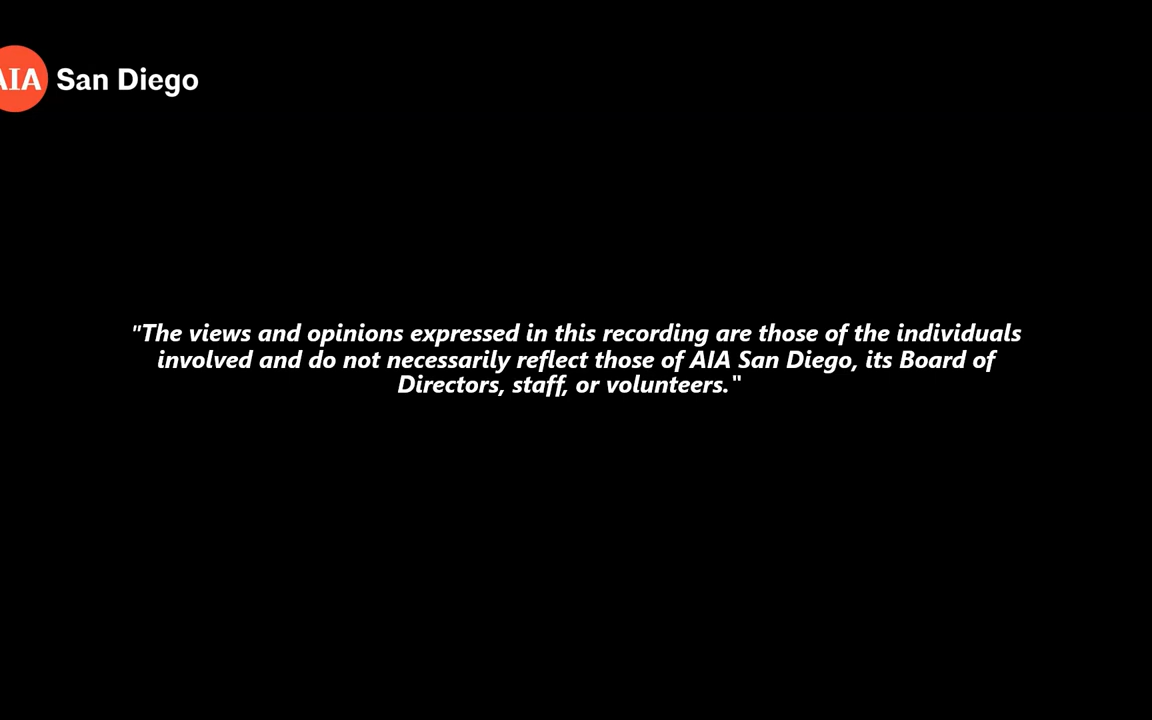 AIA San Diego
"The views and opinions expressed in this recording are those of the individuals
involved and do not necessarily reflect those of AIA San Diego, its Board of
Directors, staff, or volunteers."